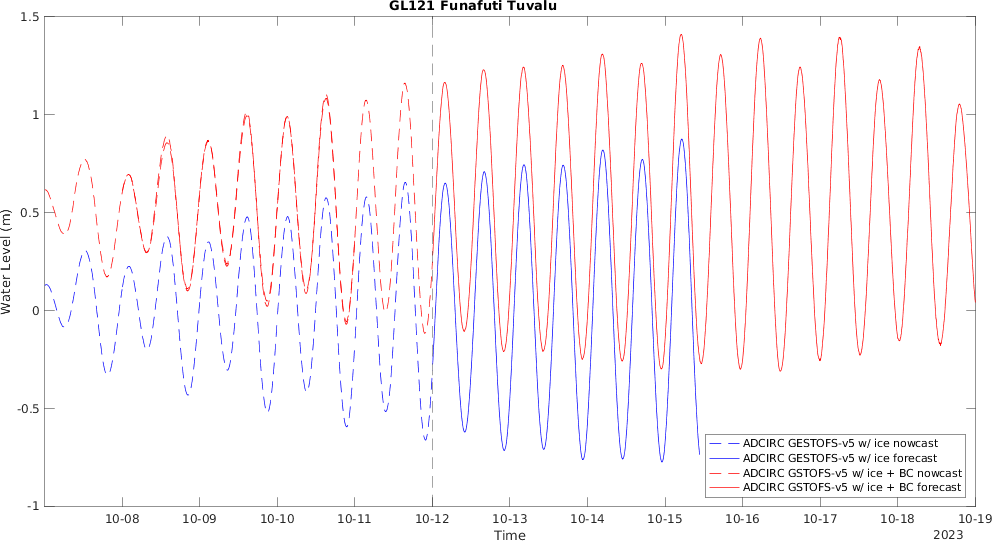 GL121 Funafuti Tuvalu
1.5
1
0.5
0
-0.5
-1
Water Level (m)
10-08
10-09
10-10
10-11
10-12
10-13
10-14
10-15
10-16
10-17
10-18
10-19
Time
2023
ADCIRC GESTOFS-v5 w/ ice nowcast
ADCIRC GESTOFS-v5 w/ ice forecast
ADCIRC GSTOFS-v5 w/ ice + BC nowcast
ADCIRC GSTOFS-v5 w/ ice + BC forecast